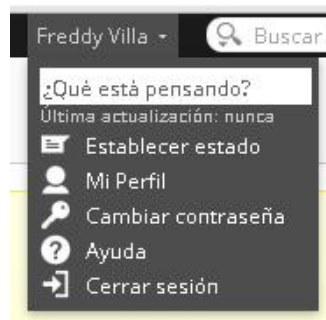 Freddy Villa
Buscar
¿Qué está pensando?
Última actualización: nunca
Establecer estado
Mi Perfil
Cambiar contraseña
Ayuda
Cerrar sesión